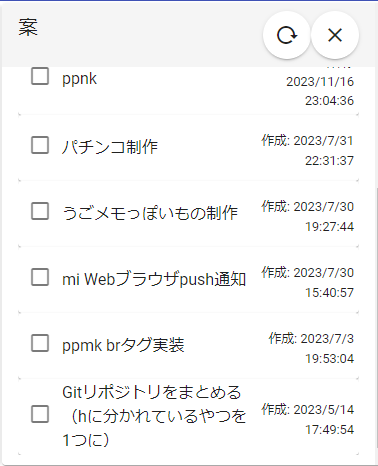 案
ppnk
2023/11/16
23:04:36
パチンコ制作
作成: 2023/7/31
22:31:37
うごメモっぽいもの制作
作成: 2023/7/30
19:27:44
mi Webブラウザpush通知
作成: 2023/7/30
15:40:57
ppmk brタグ実装
作成: 2023/7/3
19:53:04
Gitリポジトリをまとめる
（hに分かれているやつを
1つに）
作成: 2023/5/14
17:49:54